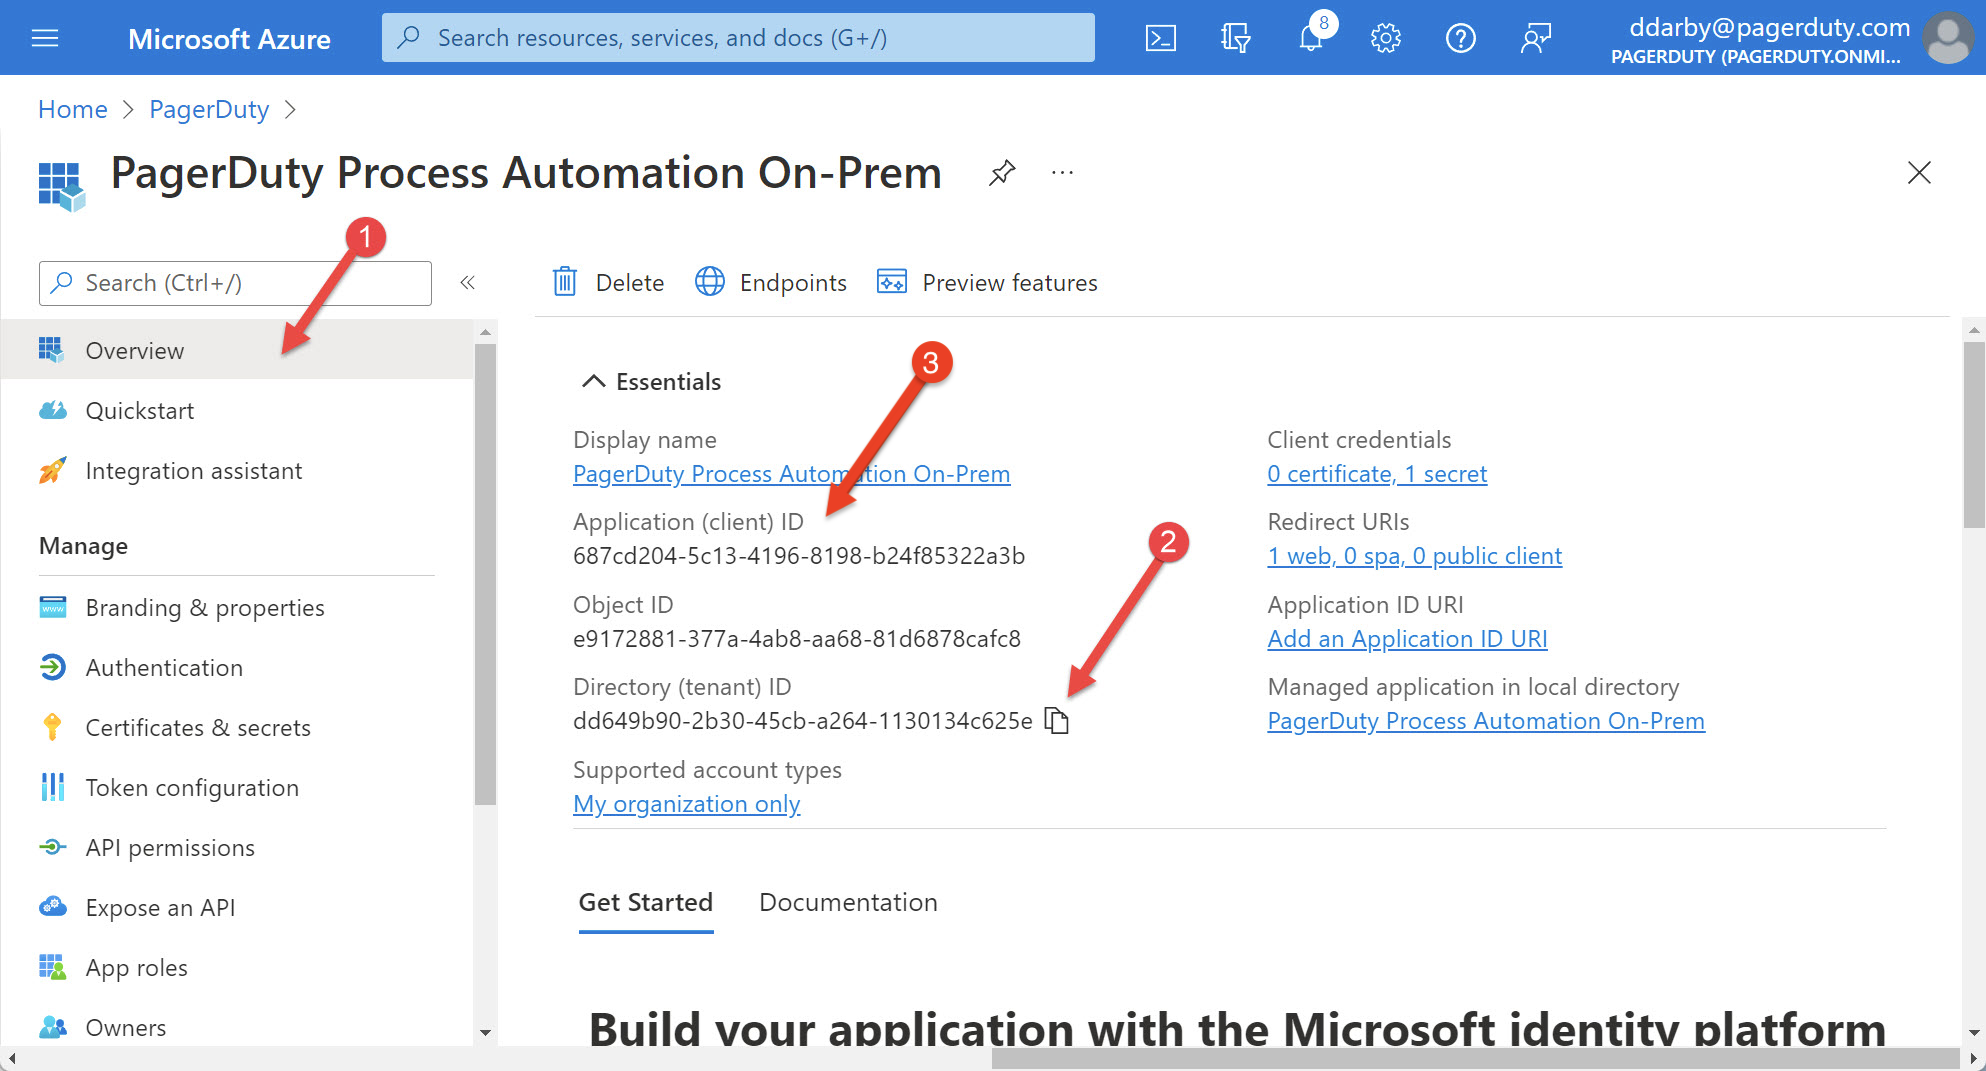 Microsoft Azure
Search resources, services, and docs (G+/)
8
ddarby@pagerduty.com
PAGERDUTY (PAGERDUTY.ONMI...
Home > PagerDuty >
PagerDuty Process Automation On-Prem
...
1
Search (Ctrl+/)
«
Overview
Quickstart
Integration assistant
Manage
Branding & properties
Authentication
Certificates & secrets
Token configuration
API permissions
Expose an API
App roles
Owners
Delete
Endpoints
Preview features
3
Essentials
Display name
PagerDuty Process Automation On-Prem
Application (client) ID
687cd204-5c13-4196-8198-b24f85322a3b
2
Object ID
e9172881-377a-4ab8-aa68-81d6878cafc8
Directory (tenant) ID
dd649b90-2b30-45cb-a264-1130134c625e
Supported account types
My organization only
Client credentials
0 certificate, 1 secret
Redirect URIs
1 web, 0 spa, 0 public client
Application ID URI
Add an Application ID URI
Managed application in local directory
PagerDuty Process Automation On-Prem
Get Started
Documentation
Build your application with the Microsoft identity platform